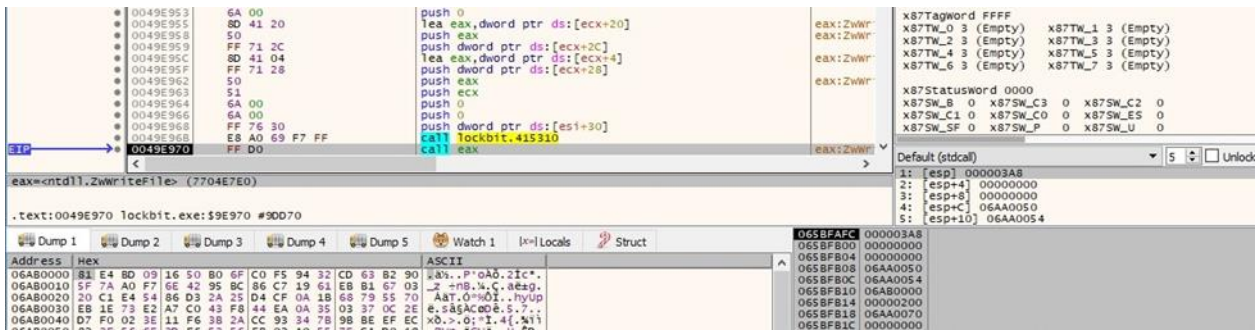 0049E953 6A 00 push 0
0049E955 8D 41 20 lea eax,dword ptr ds:[ecx+20] eax:ZwWr
0049E958 50 push eax
0049E959 FF 71 2C push dword ptr ds:[ecx+2C]
0049E95C 8D 41 04 lea eax,dword ptr ds:[ecx+4] eax:ZwWr
0049E95F FF 71 28 push dword ptr ds:[ecx+28]
0049E962 50 push eax eax:ZwWr
0049E963 51 push ecx
0049E964 6A 00 push 0
0049E966 6A 00 push 0
0049E968 FF 76 30 push dword ptr ds:[esi+30]
0049E96B E8 A0 69 F7 FF call lockbit.415310
EIP 0049E970 FF D0 call eax eax:ZwWr
x87TagWord FFFF
x87TW_0 3 (Empty) x87TW_1 3 (Empty)
x87TW_2 3 (Empty) x87TW_3 3 (Empty)
x87TW_4 3 (Empty) x87TW_5 3 (Empty)
x87TW_6 3 (Empty) x87TW_7 3 (Empty)
x87StatusWord 0000
x87SW_B 0 x87SW_C3 0 x87SW_C2 0
x87SW_C1 0 x87SW_C0 0 x87SW_ES 0
x87SW_SF 0 x87SW_P 0 x87SW_U 0
Default (stdcall) 5 Unlock
1: [esp] 000003A8
2: [esp+4] 00000000
3: [esp+8] 00000000
4: [esp+C] 06AA0050
5: [esp+10] 06AA0054
eax=<ntdll.ZwWriteFile> (7704E7E0)
.text:0049E970 lockbit.exe:$9E970 #9DD70
Dump 1 Dump 2 Dump 3 Dump 4 Dump 5 Watch 1 [x=] Locals Struct
Address Hex ASCII
06AB0000 81 E4 BD 09 16 50 B0 6F C0 F5 94 32 CD 63 B2 90
06AB0010 5F 7A A0 F7 6E 42 95 BC 86 C7 19 61 EB B1 67 03
06AB0020 20 C1 E4 54 86 D3 2A 25 D4 CF 0A 1B 68 79 55 70
06AB0030 EB 1E 73 E2 A7 C0 43 F8 44 EA 0A 35 03 37 0C 2E
06AB0040 D7 F0 02 3E 11 F6 3B 2A CC 93 34 7B 9B BE EF EC
065BFAFC 000003A8
065BFB00 00000000
065BFB04 00000000
065BFB08 06AA0050
065BFB0C 06AA0054
065BFB10 06AB0000
065BFB14 00000200
065BFB18 06AA0070
065BFB1C 00000000